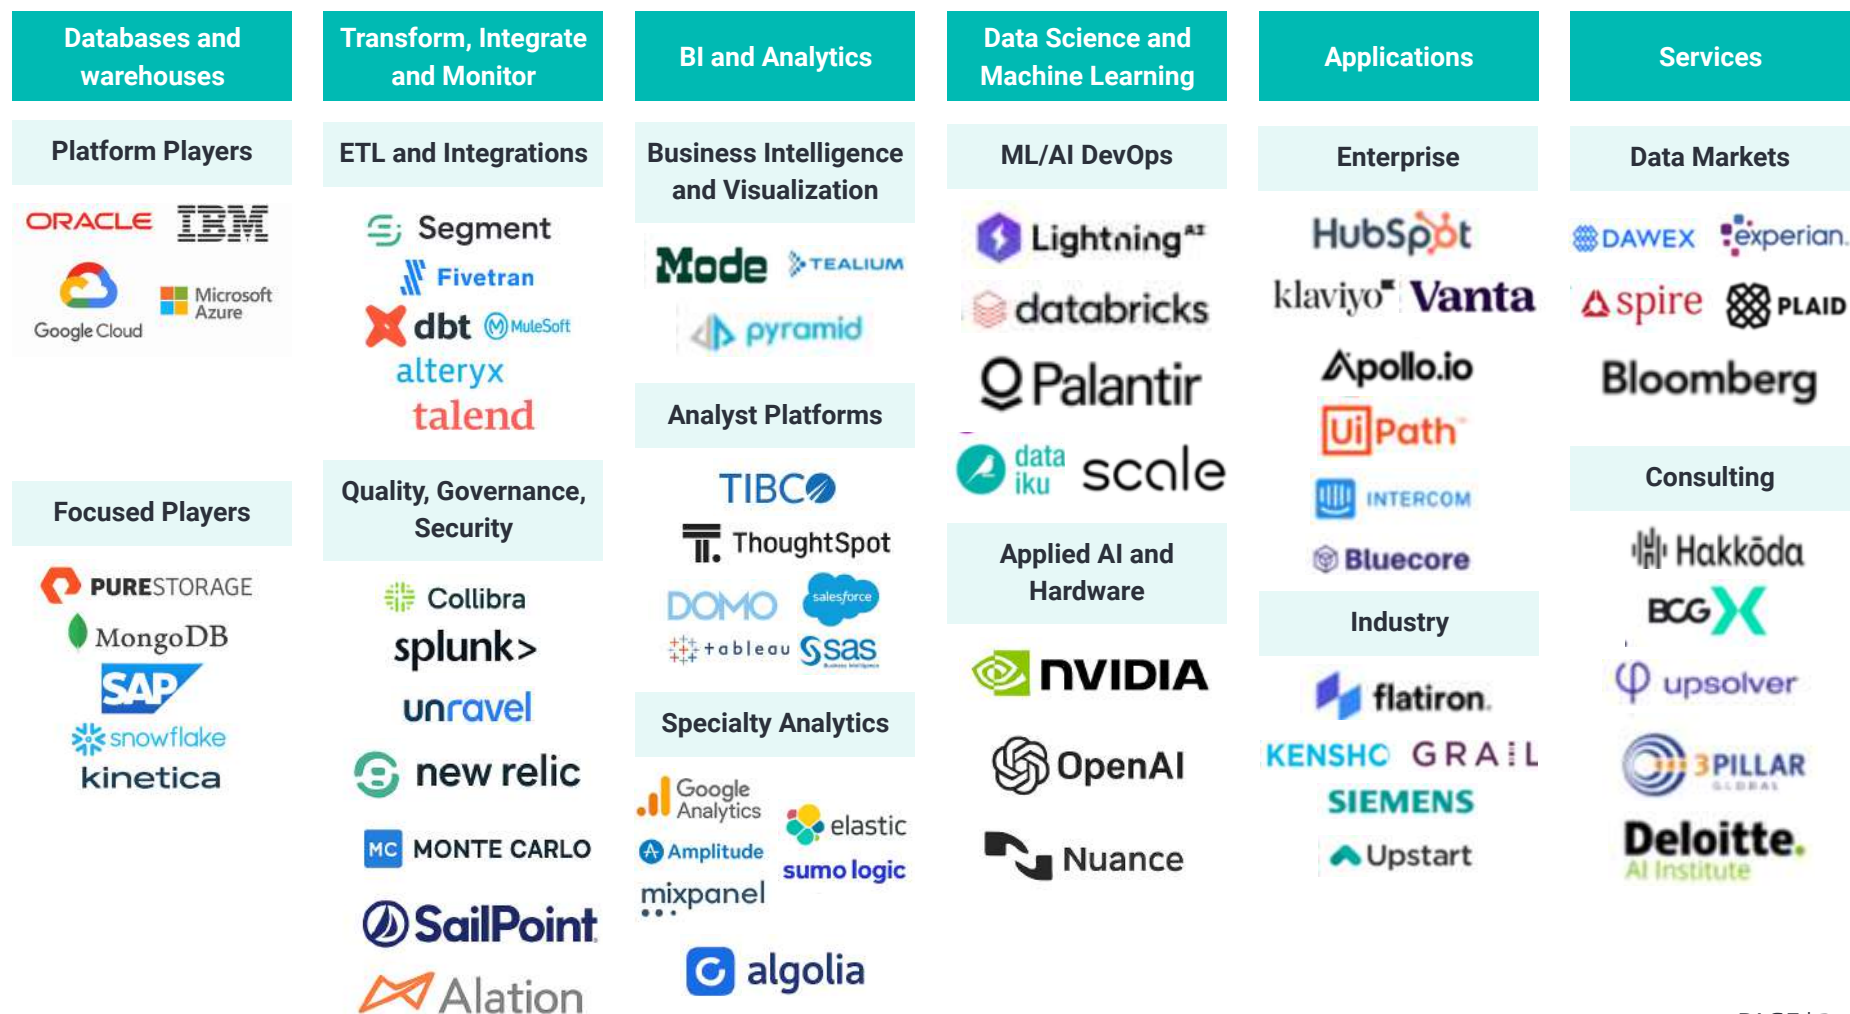 Databases and
warehouses
Platform Players
ORACLE IBM
Google Cloud
Microsoft
Azure
Focused Players
PURESTORAGE
MongoDB
SAP
snowflake
kinetica
Transform, Integrate
and Monitor
ETL and Integrations
Segment
Fivetran
dbt MuleSoft
alteryx
talend
Quality, Governance,
Security
Collibra
splunk>
unravel
new relic
MC MONTE CARLO
SailPoint
Alation
BI and Analytics
Business Intelligence
and Visualization
Mode TEALIUM
pyramid
Analyst Platforms
TIBCO
ThoughtSpot
DOMO salesforce
tableau sas
Specialty Analytics
Google
Analytics
elastic
Amplitude
sumo logic
mixpanel
algolia
Data Science and
Machine Learning
ML/AI DevOps
Lightning AI
databricks
Palantir
data
iku
scale
Applied AI and
Hardware
NVIDIA
OpenAI
Nuance
Applications
Enterprise
HubSpot
klaviyo Vanta
Apollo.io
UiPath™
INTERCOM
Bluecore
Industry
flatiron.
KENSHO GRAIL
SIEMENS
Upstart
Services
Data Markets
DAWEX experian.
spire PLAID
Bloomberg
Consulting
Hakkōda
BCG X
upsolver
3PILLAR
GLOBAL
Deloitte.
AI Institute